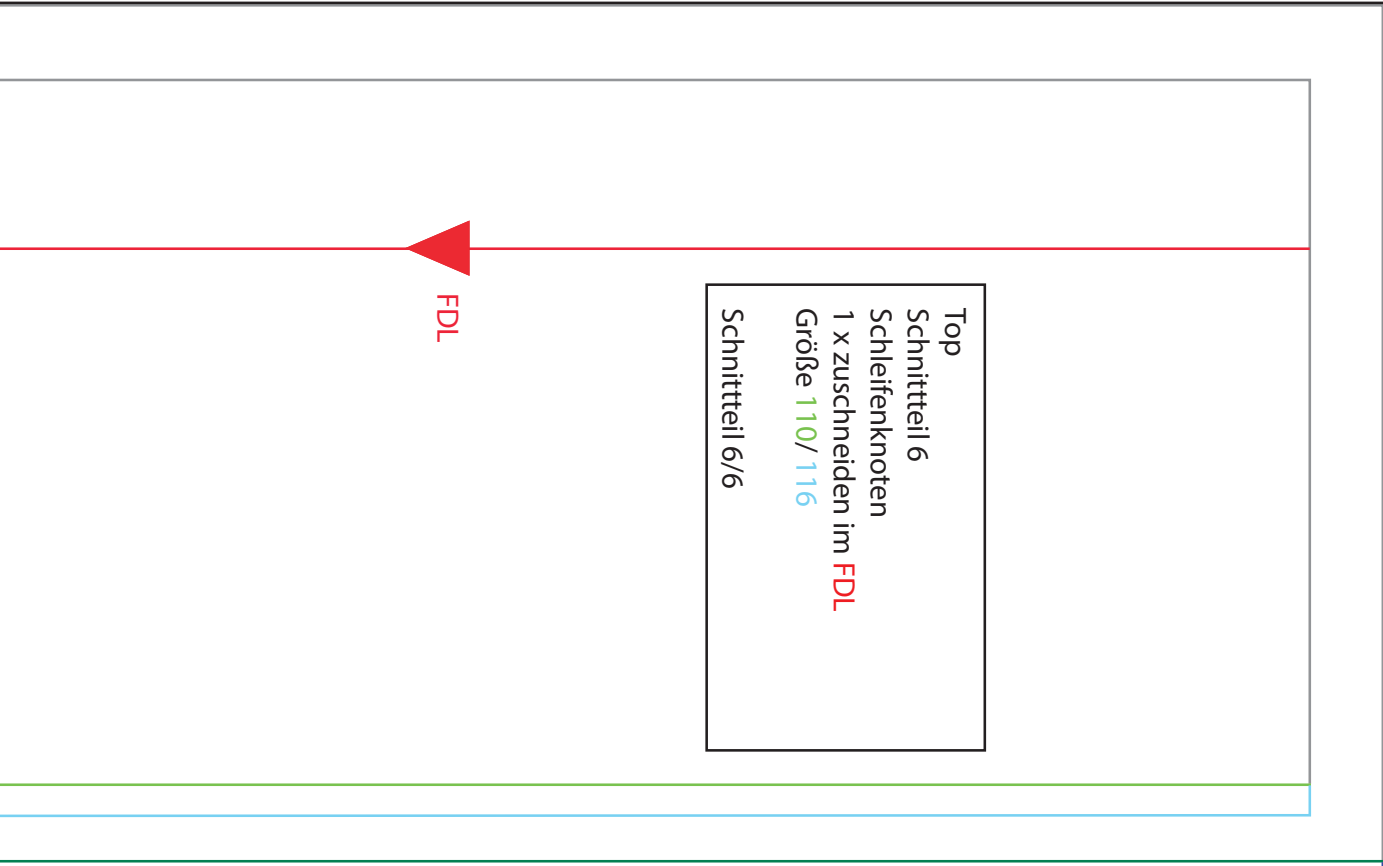 Top
Schnittteil 6
Schleifenknoten
1 x zuschneiden im FDL
Größe 110/ 116
Schnittteil 6/6
FDL